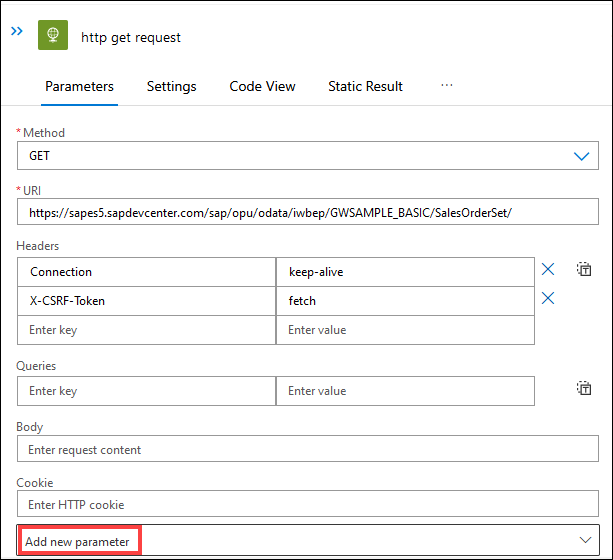 http get request
Parameters Settings Code View Static Result ...
* Method
GET
* URI
https://sapes5.sapdevcenter.com/sap/opu/odata/iwbep/GWSAMPLE_BASIC/SalesOrderSet/
Headers
Connection keep-alive
X-CSRF-Token fetch
Enter key Enter value
Queries
Enter key Enter value
Body
Enter request content
Cookie
Enter HTTP cookie
Add new parameter